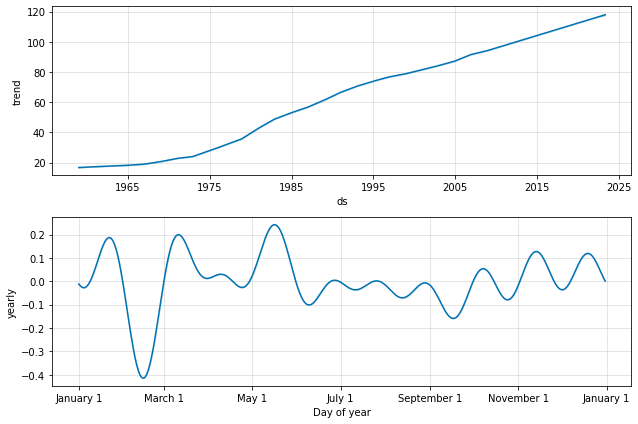 120
100
80
60
40
20
trend
1965
1975
1985
1995
2005
2015
2025
ds
0.2
0.1
0.0
−0.1
−0.2
−0.3
−0.4
yearly
January 1
March 1
May 1
July 1
September 1
November 1
January 1
Day of year